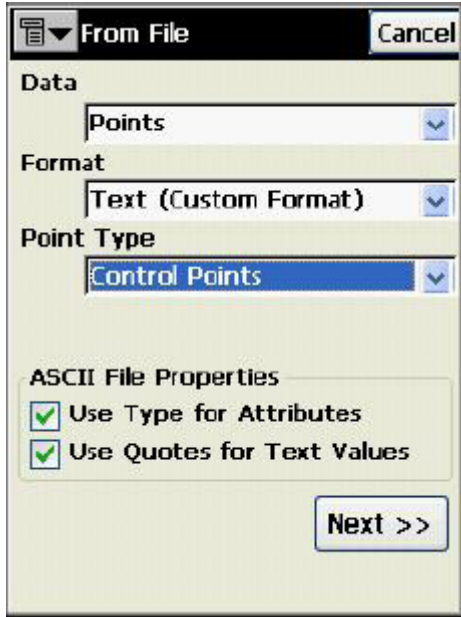 From File
Cancel
Data
Points
Format
Text (Custom Format)
Point Type
Control Points
ASCII File Properties
Use Type for Attributes
Use Quotes for Text Values
Next >>